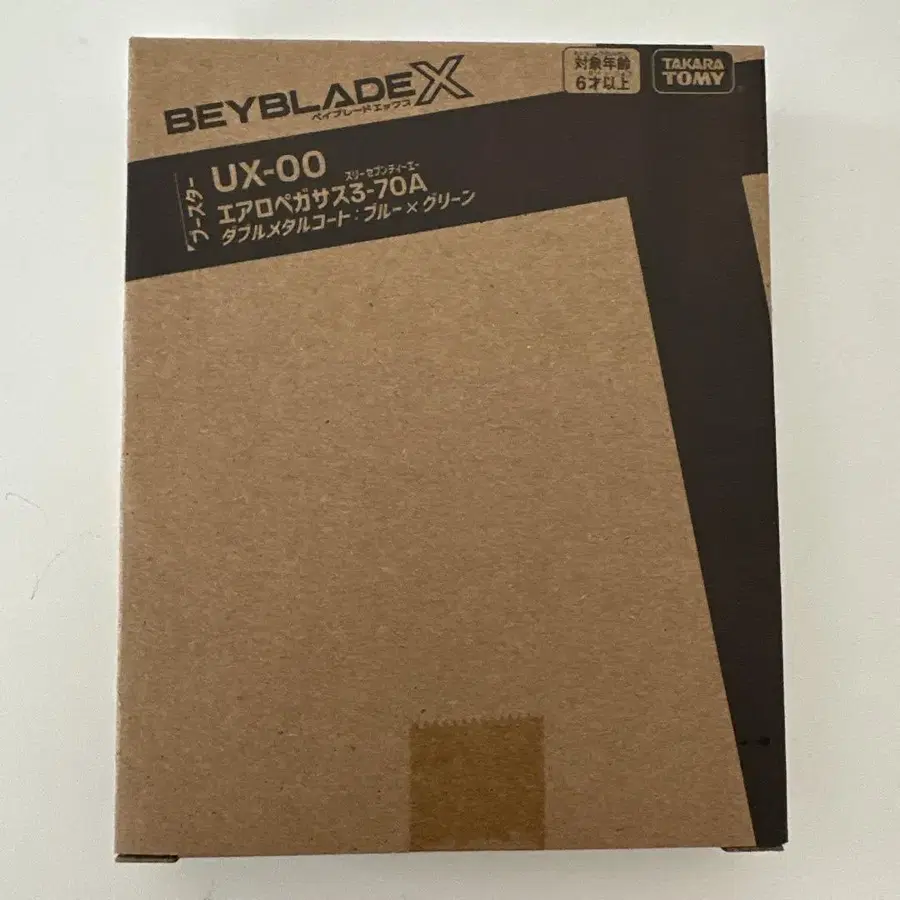 BEYBLADE X
ベイブレードエックス
対象年齢
6才以上
TAKARA
TOMY
ブースター
UX-00
スリーセブンティーエー
エアロペガサス3-70A
ダブルメタルコート:ブルー×グリーン